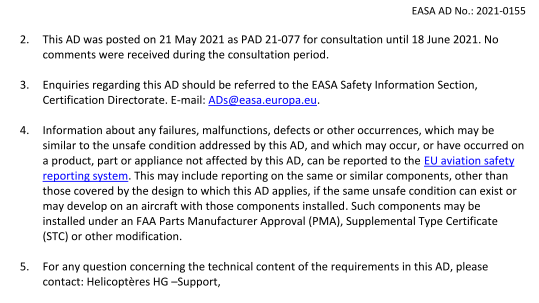 EASA AD No.: 2021-0155
2. This AD was posted on 21 May 2021 as PAD 21-077 for consultation until 18 June 2021. No
comments were received during the consultation period.
3. Enquiries regarding this AD should be referred to the EASA Safety Information Section,
Certification Directorate. E-mail: ADs@easa.europa.eu.
4. Information about any failures, malfunctions, defects or other occurrences, which may be
similar to the unsafe condition addressed by this AD, and which may occur, or have occurred on
a product, part or appliance not affected by this AD, can be reported to the EU aviation safety
reporting system. This may include reporting on the same or similar components, other than
those covered by the design to which this AD applies, if the same unsafe condition can exist or
may develop on an aircraft with those components installed. Such components may be
installed under an FAA Parts Manufacturer Approval (PMA), Supplemental Type Certificate
(STC) or other modification.
5. For any question concerning the technical content of the requirements in this AD, please
contact: Helicoptères HG –Support,